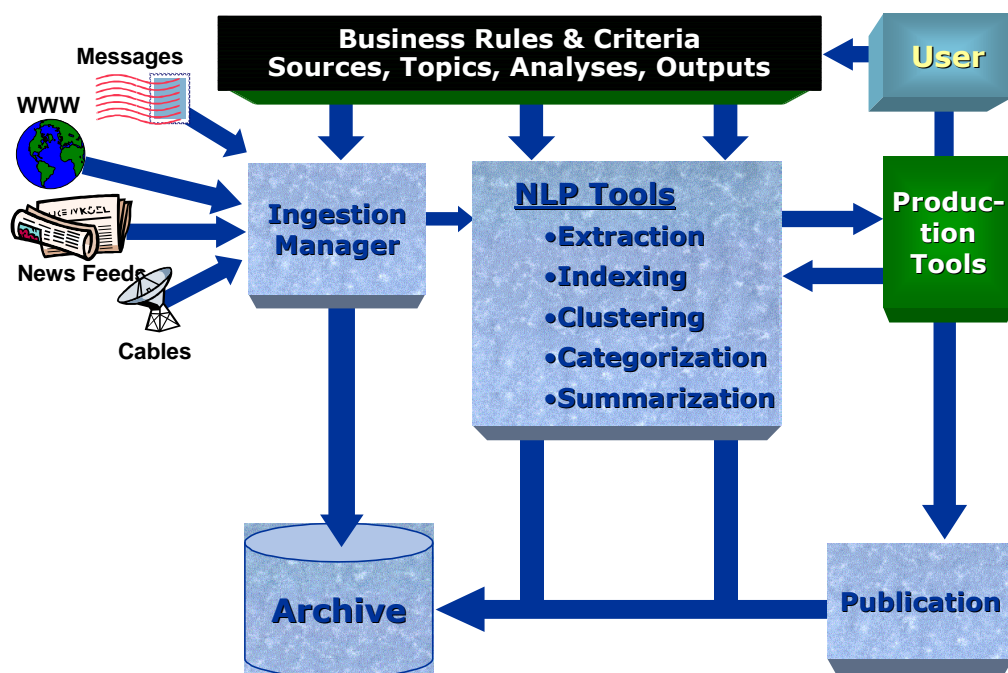 Business Rules & Criteria
Sources, Topics, Analyses, Outputs
User
Messages
WWW
News Feeds
Cables
Ingestion
Manager
NLP Tools
•Extraction
•Indexing
•Clustering
•Categorization
•Summarization
Produc-
tion
Tools
Archive
Publication